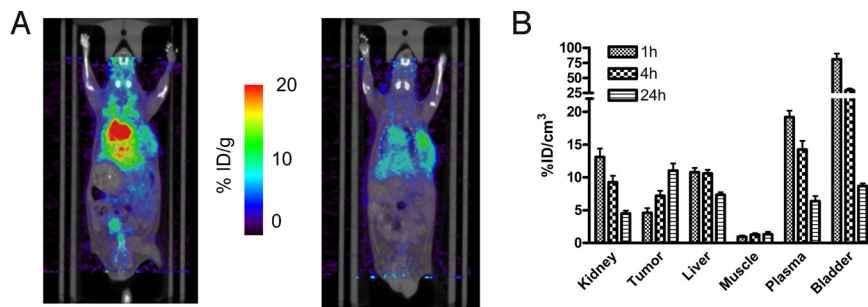 A
20
10
0
% ID/g
B
%ID/cm³
100
75
50
25
20
15
10
5
0
1h
4h
24h
Kidney
Tumor
Liver
Muscle
Plasma
Bladder